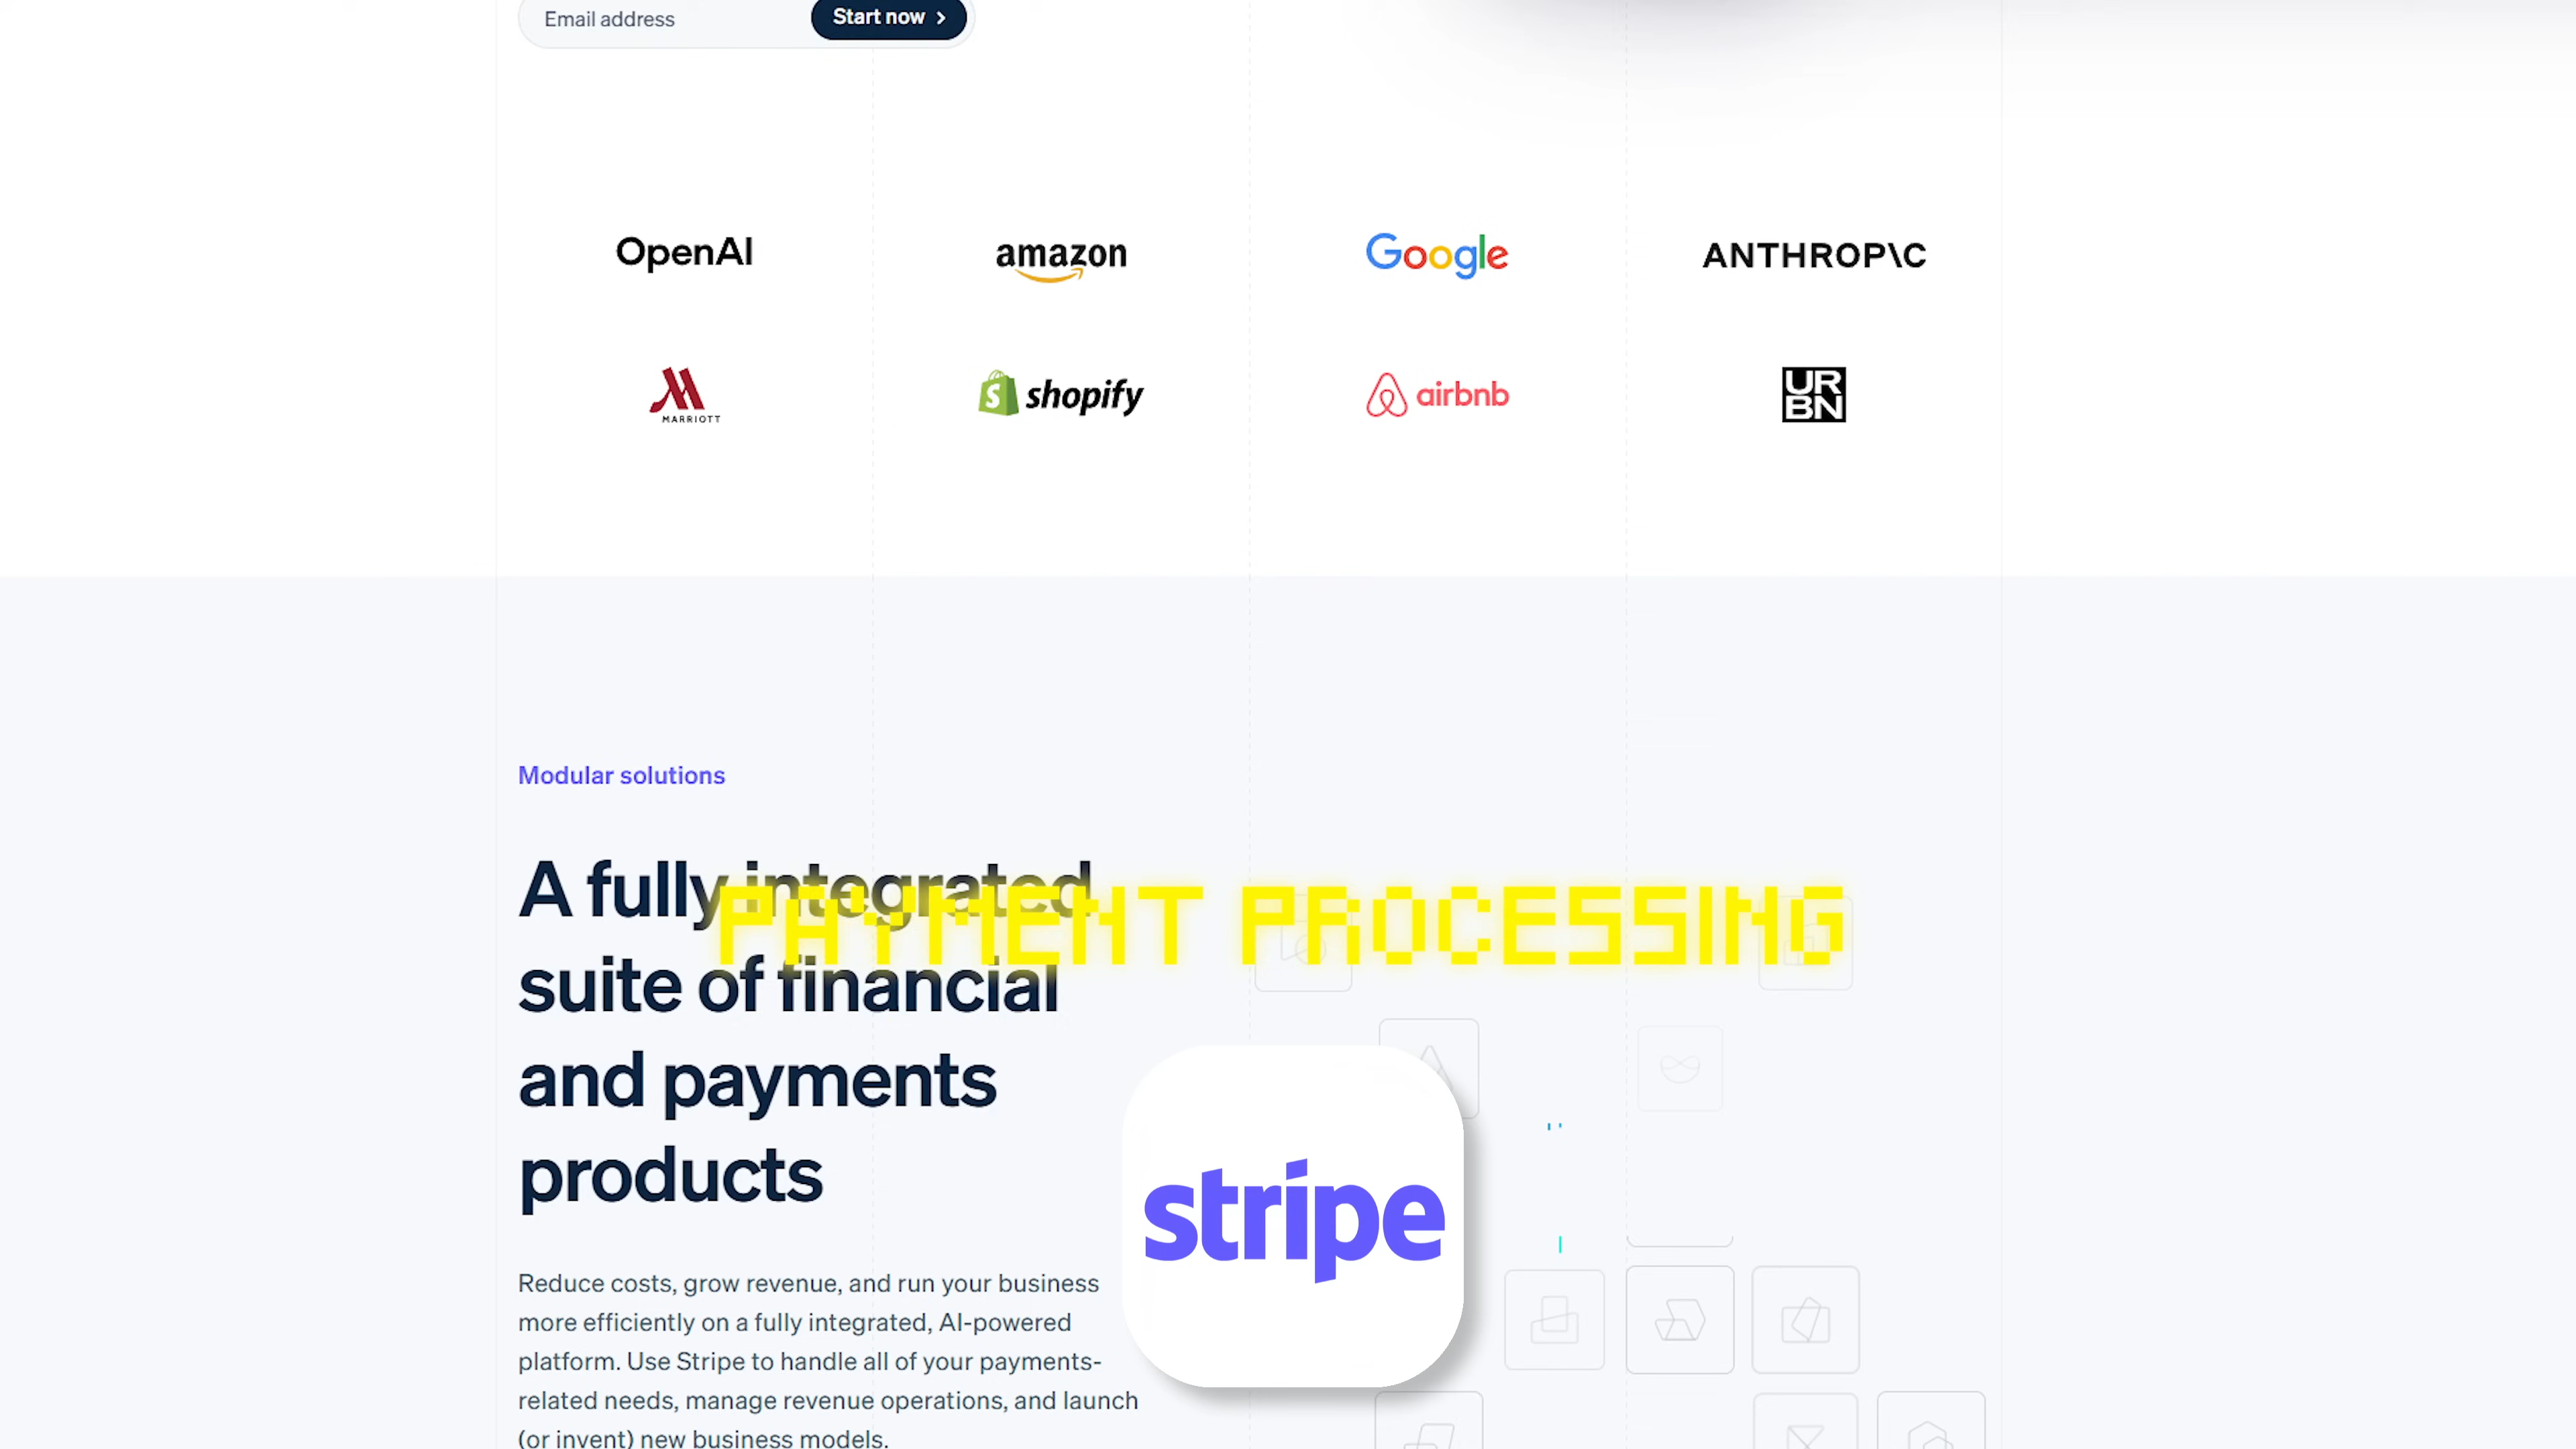 Email address
Start now
OpenAI
amazon
Google
ANTHROP\C
MARRIOTT
shopify
airbnb
UR
BN
Modular solutions
A fully integrated
PAYMENT PROCESSING
suite of financial
and payments
products
stripe
Reduce costs, grow revenue, and run your business
more efficiently on a fully integrated, AI-powered
platform. Use Stripe to handle all of your payments-
related needs, manage revenue operations, and launch
(or invent) new business models.